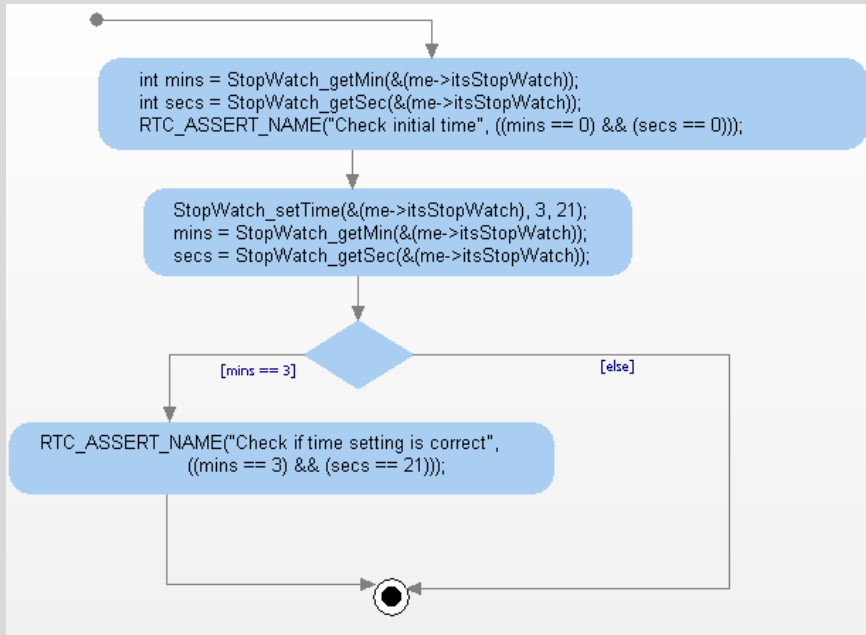 int mins = StopWatch_getMin(&(me->itsStopWatch));
int secs = StopWatch_getSec(&(me->itsStopWatch));
RTC_ASSERT_NAME("Check initial time", ((mins == 0) && (secs == 0)));
StopWatch_setTime(&(me->itsStopWatch), 3, 21);
mins = StopWatch_getMin(&(me->itsStopWatch));
secs = StopWatch_getSec(&(me->itsStopWatch));
[mins == 3]
[else]
RTC_ASSERT_NAME("Check if time setting is correct",
((mins == 3) && (secs == 21)));